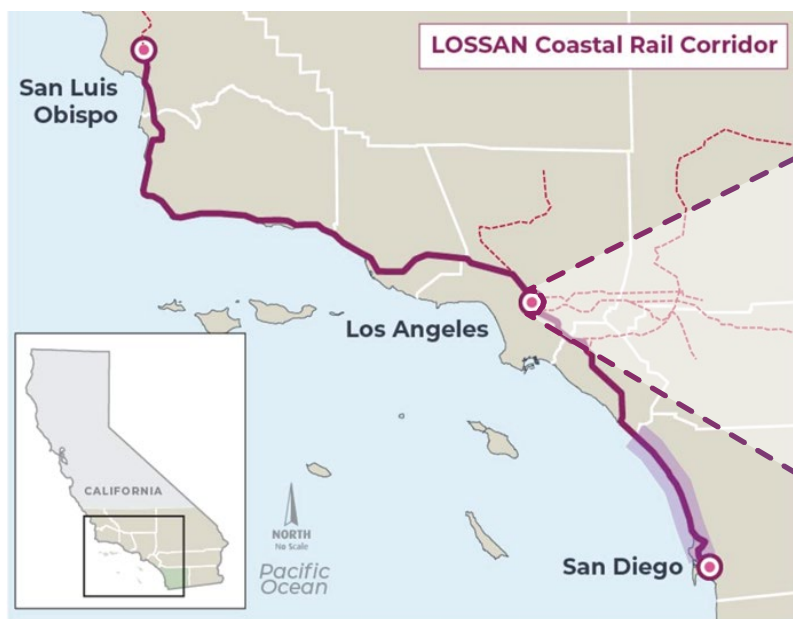 LOSSAN Coastal Rail Corridor
San Luis
Obispo
Los Angeles
CALIFORNIA
NORTH
No Scale
Pacific
Ocean
San Diego